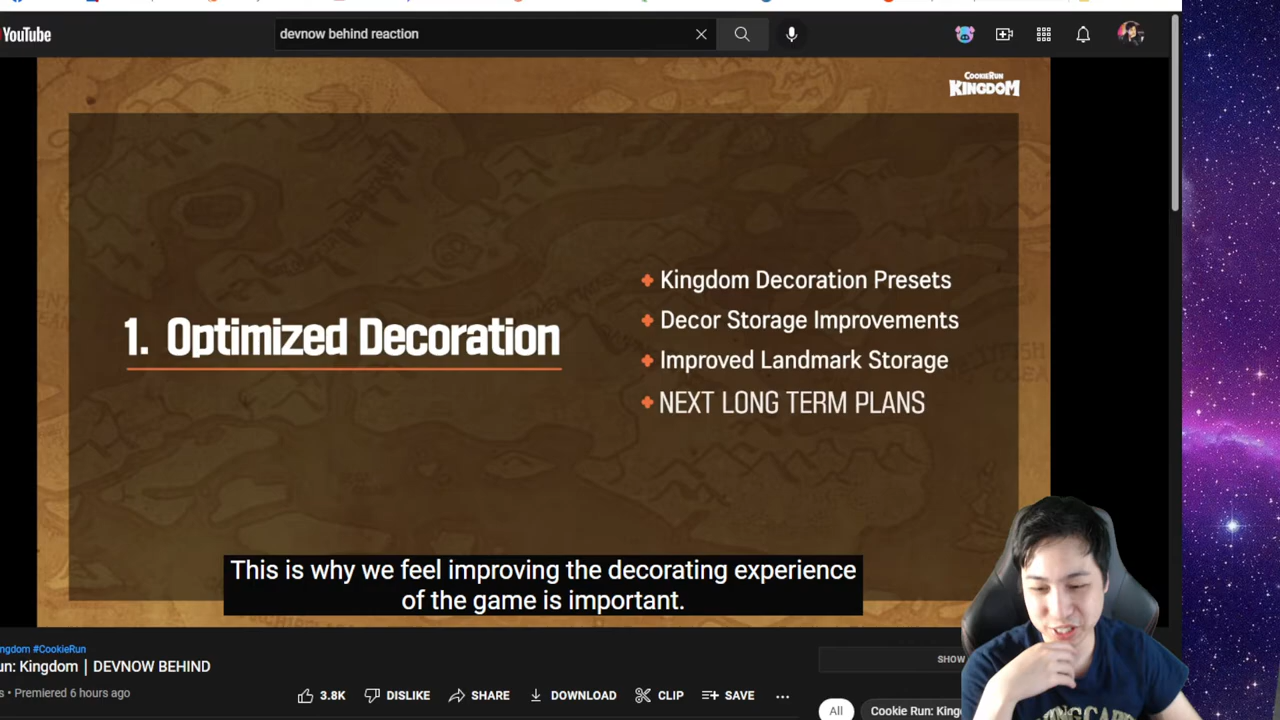 YouTube
devnow behind reaction
COOKIERUN
KINGDOM
1. Optimized Decoration
Kingdom Decoration Presets
Decor Storage Improvements
Improved Landmark Storage
NEXT LONG TERM PLANS
This is why we feel improving the decorating experience
of the game is important.
ngdom #CookieRun
un: Kingdom | DEVNOW BEHIND
s • Premiered 6 hours ago
3.8K
DISLIKE
SHARE
DOWNLOAD
CLIP
SAVE
SHOW
All
Cookie Run: King